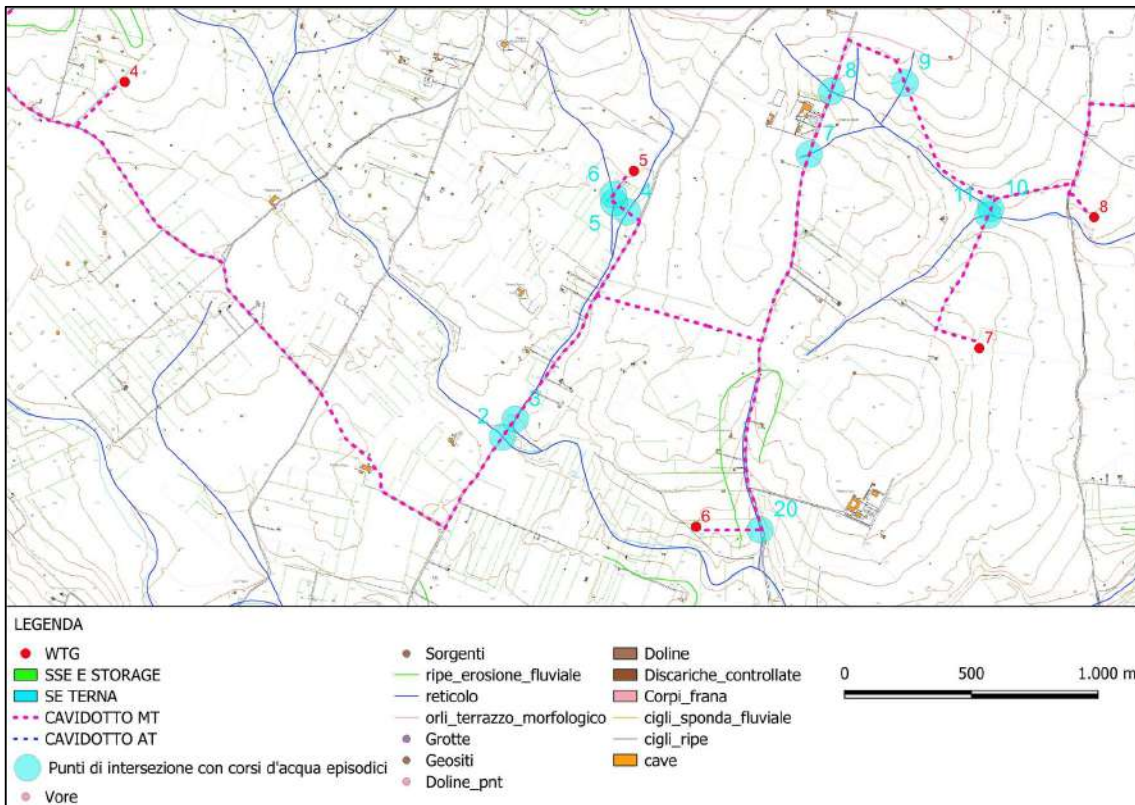 4
8
9
7
5
6
4
5
10
11
8
7
3
2
6
20
LEGENDA
WTG
SSE E STORAGE
SE TERNA
CAVIDOTTO MT
CAVIDOTTO AT
Punti di intersezione con corsi d'acqua episodici
Vore
Sorgenti
ripe_erosione_fluviale
reticolo
orli_terrazzo_morfologico
Grotte
Geositi
Doline_pnt
Doline
Discariche_controllate
Corpi_frana
cigli_sponda_fluviale
cigli_ripe
cave
0 500 1.000 m